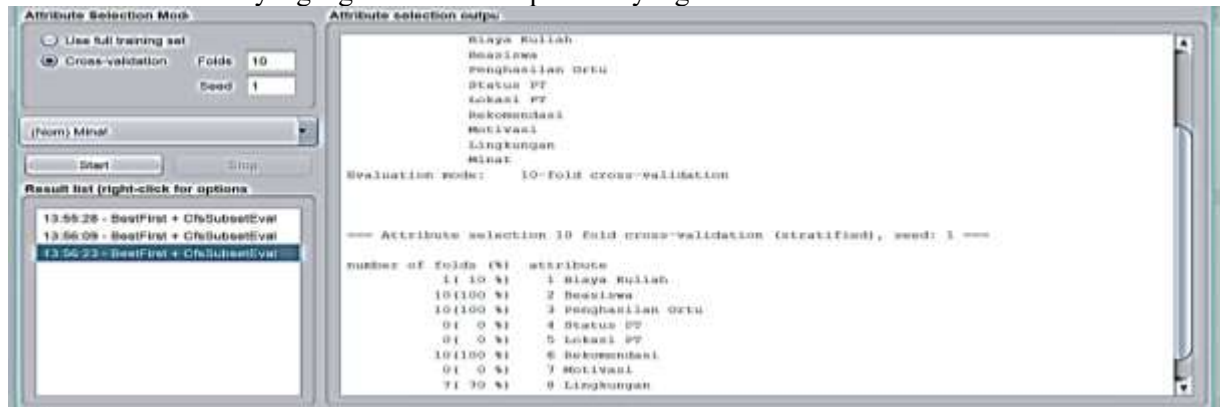 Attribute Selection Mode
Use full training set
Cross-validation Folds 10
Seed 1
(Nom) Minat
Start Stop
Result list (right-click for options
13:55:28 - BestFirst + CfsSubsetEval
13:56:09 - BestFirst + CfsSubsetEval
13:56:23 - BestFirst + CfsSubsetEval
Attribute selection outpu
Biaya Kuliah
Beasiswa
Penghasilan Ortu
Status PT
Lokasi PT
Rekomendasi
Motivasi
Lingkungan
Minat
Evaluation mode: 10-fold cross-validation
=== Attribute selection 10 fold cross-validation (stratified), seed: 1 ===
number of folds (%) attribute
1( 10 %) 1 Biaya Kuliah
10(100 %) 2 Beasiswa
10(100 %) 3 Penghasilan Ortu
0( 0 %) 4 Status PT
0( 0 %) 5 Lokasi PT
10(100 %) 6 Rekomendasi
0( 0 %) 7 Motivasi
7( 70 %) 8 Lingkungan